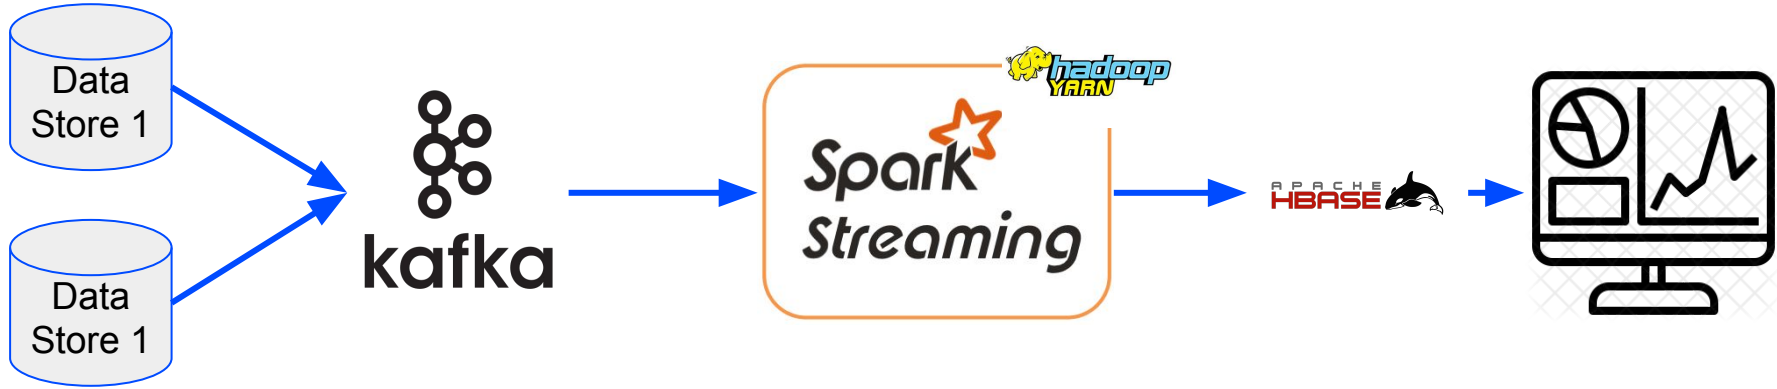 Data
Store 1
Data
Store 1
kafka
hadoop
YARN
Spark
Streaming
APACHE
HBASE